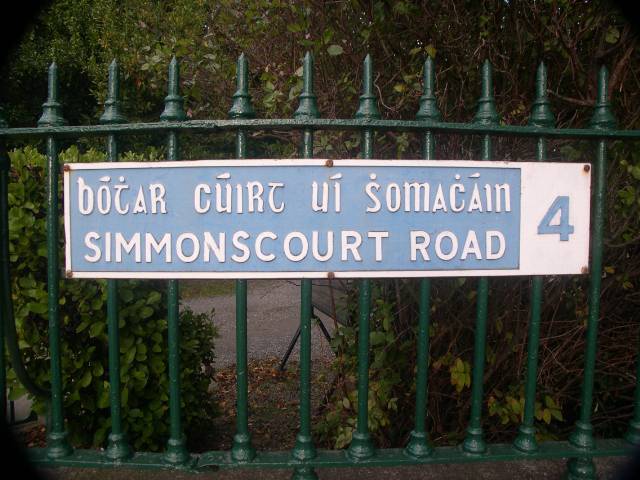 bóṫar cúirt uí ṡomaċáin
SIMMONSCOURT ROAD
4